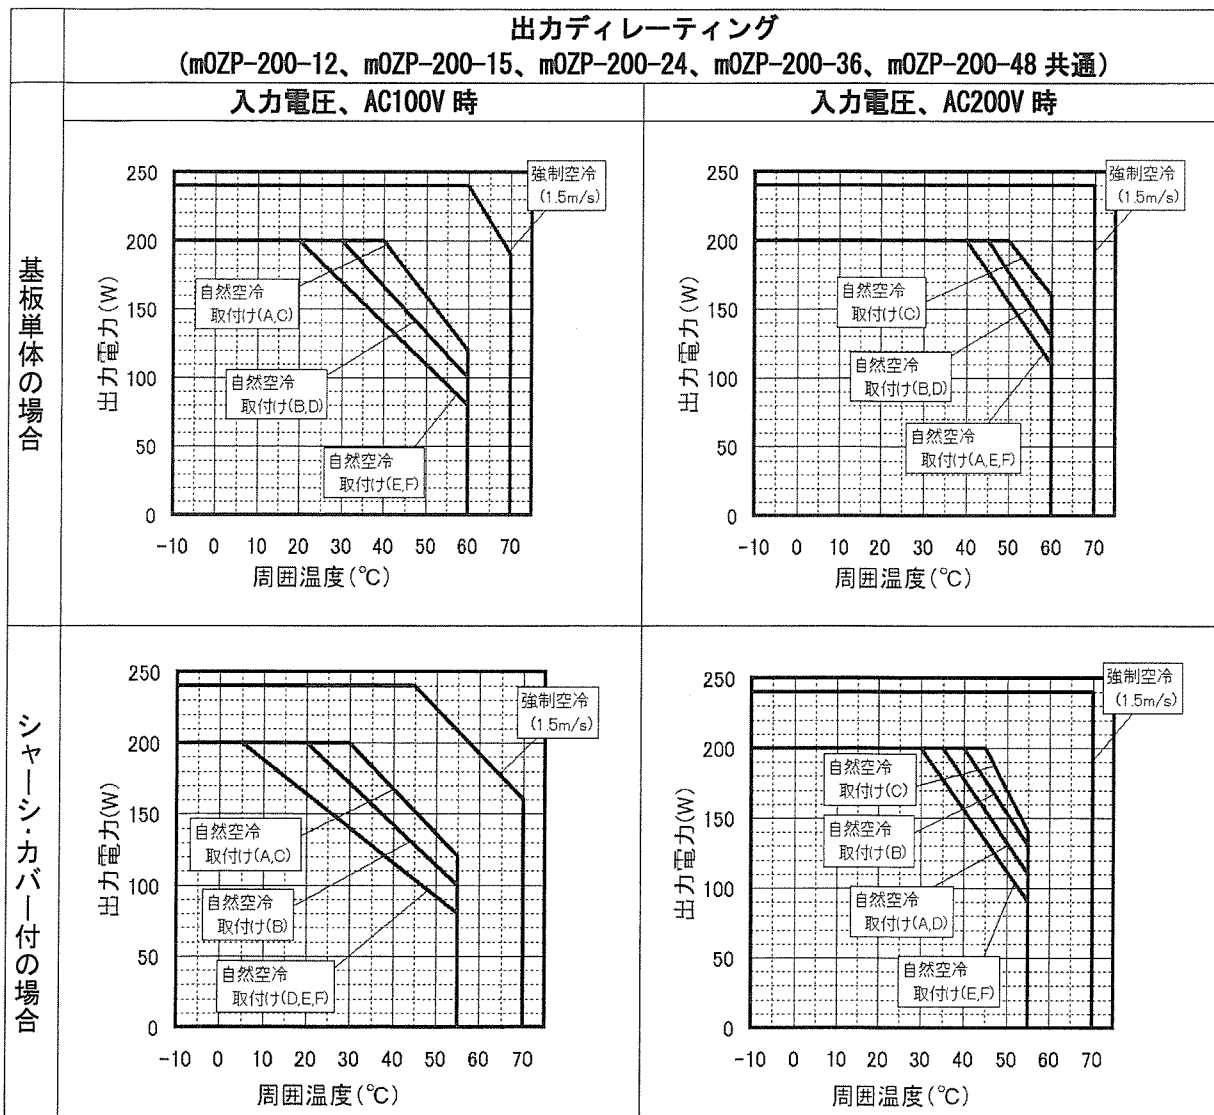 出力ディレーティング
(mOZP-200-12、mOZP-200-15、mOZP-200-24、mOZP-200-36、mOZP-200-48 共通)
入力電圧、AC100V 時
入力電圧、AC200V 時
基板単体の場合
250
200
150
100
50
0
出力電力(W)
強制空冷
(1.5m/s)
自然空冷
取付け(A,C)
自然空冷
取付け(B,D)
自然空冷
取付け(E,F)
-10 0 10 20 30 40 50 60 70
周囲温度(℃)
250
200
150
100
50
0
出力電力(W)
強制空冷
(1.5m/s)
自然空冷
取付け(C)
自然空冷
取付け(B,D)
自然空冷
取付け(A,E,F)
-10 0 10 20 30 40 50 60 70
周囲温度(℃)
シャーシ・カバー付の場合
250
200
150
100
50
0
出力電力(W)
強制空冷
(1.5m/s)
自然空冷
取付け(A,C)
自然空冷
取付け(B)
自然空冷
取付け(D,E,F)
-10 0 10 20 30 40 50 60 70
周囲温度(℃)
250
200
150
100
50
0
出力電力(W)
強制空冷
(1.5m/s)
自然空冷
取付け(C)
自然空冷
取付け(B)
自然空冷
取付け(A,D)
自然空冷
取付け(E,F)
-10 0 10 20 30 40 50 60 70
周囲温度(℃)